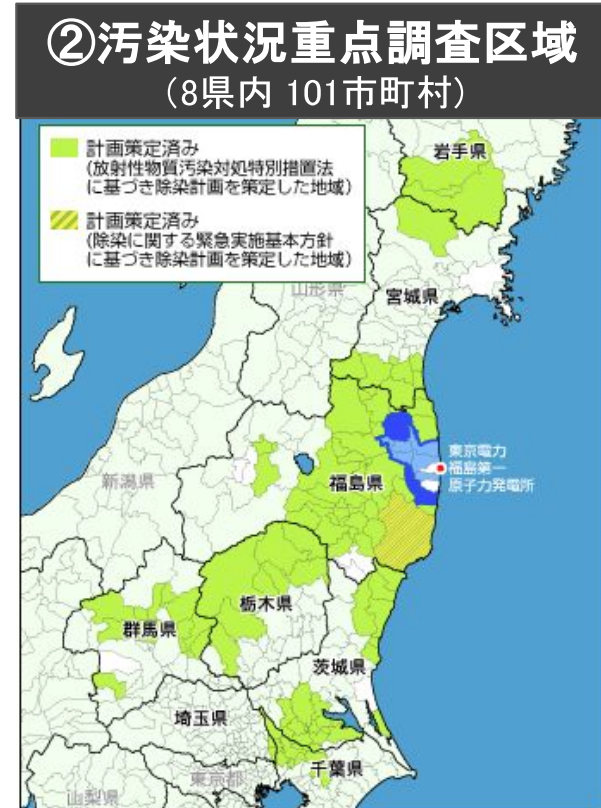 ②汚染状況重点調査区域
（8県内 101市町村）
計画策定済み
(放射性物質汚染対処特別措置法
に基づき除染計画を策定した地域)
計画策定済み
(除染に関する緊急実施基本方針
に基づき除染計画を策定した地域)
岩手県
山形県
宮城県
東京電力
福島第一
原子力発電所
新潟県
福島県
栃木県
群馬県
茨城県
埼玉県
千葉県
東京都
山梨県